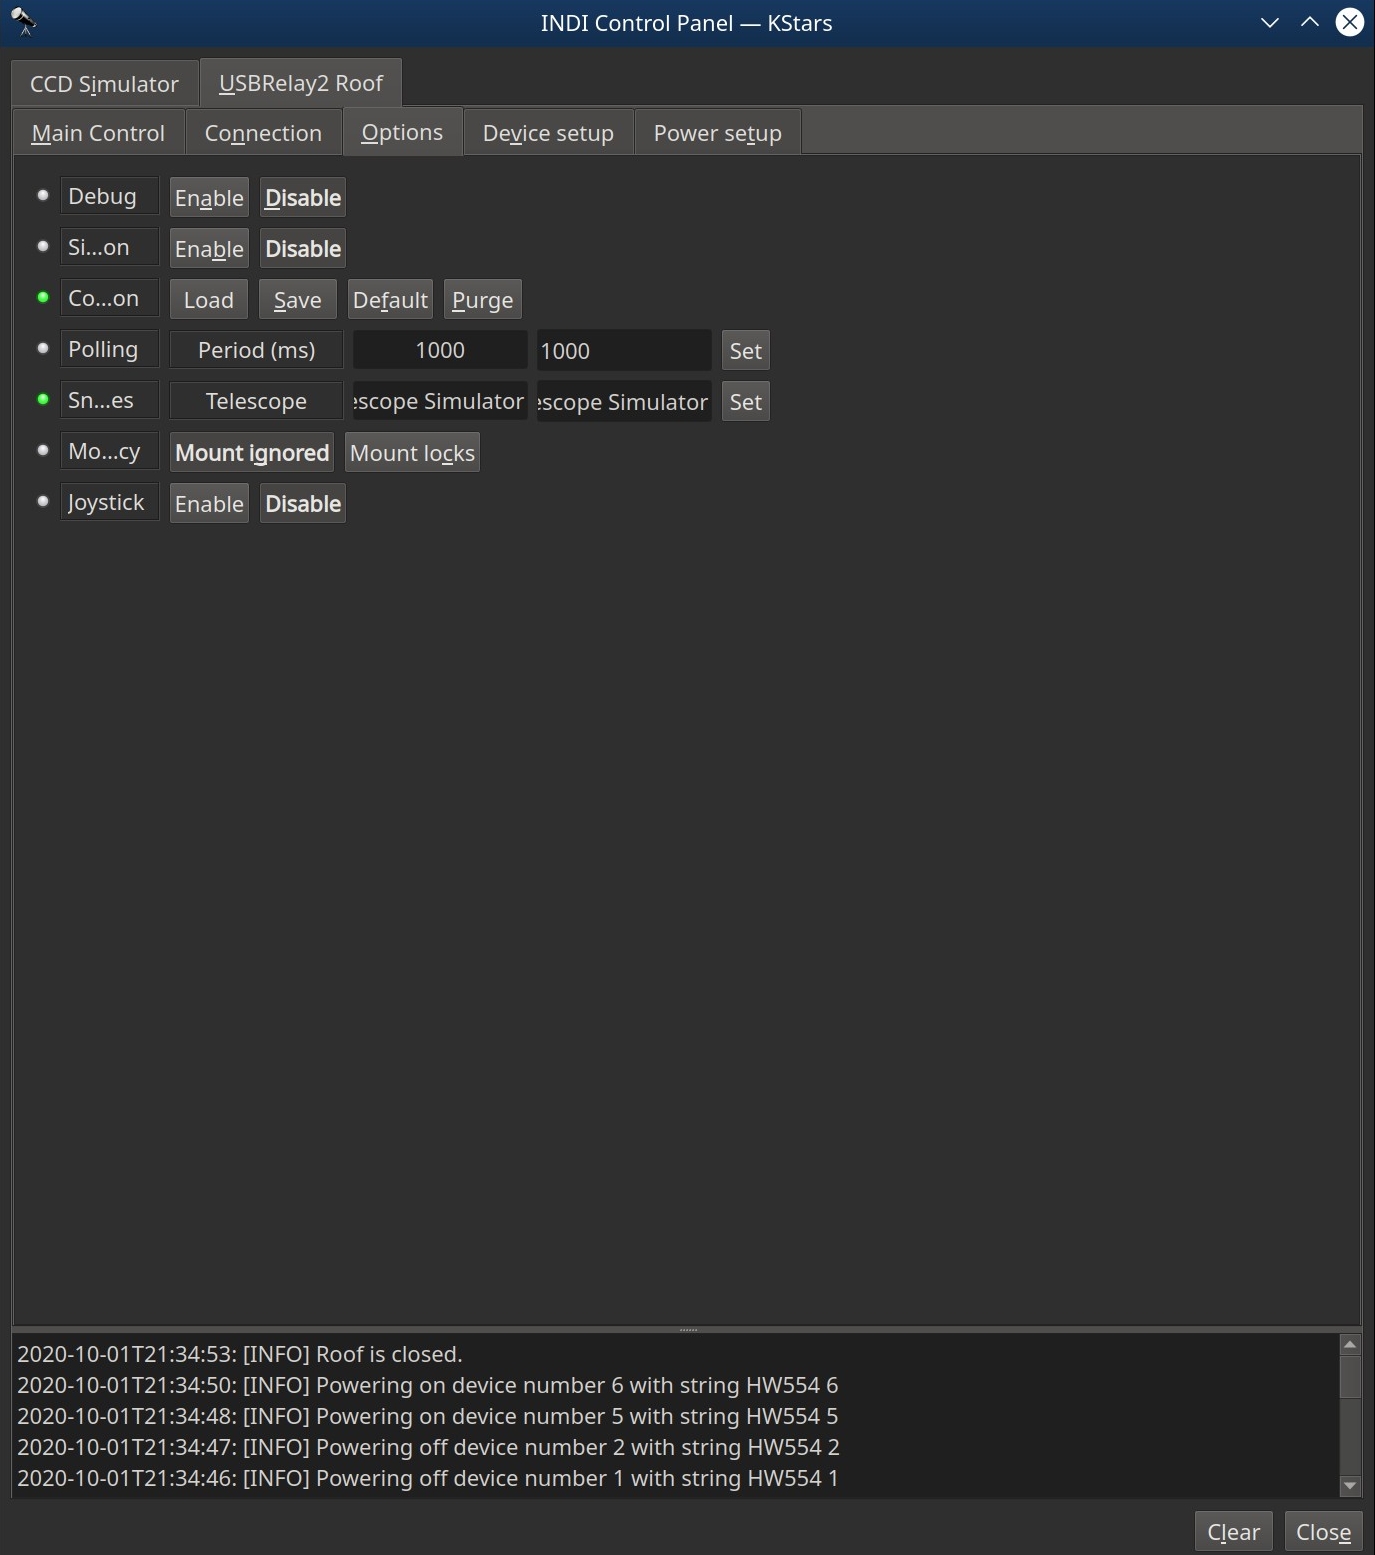 INDI Control Panel — KStars
CCD Simulator USBRelay2 Roof
Main Control Connection Options Device setup Power setup
Debug Enable Disable
Si...on Enable Disable
Co...on Load Save Default Purge
Polling Period (ms) 1000 1000 Set
Sn...es Telescope escope Simulator escope Simulator Set
Mo...cy Mount ignored Mount locks
Joystick Enable Disable
2020-10-01T21:34:53: [INFO] Roof is closed.
2020-10-01T21:34:50: [INFO] Powering on device number 6 with string HW554 6
2020-10-01T21:34:48: [INFO] Powering on device number 5 with string HW554 5
2020-10-01T21:34:47: [INFO] Powering off device number 2 with string HW554 2
2020-10-01T21:34:46: [INFO] Powering off device number 1 with string HW554 1
Clear Close